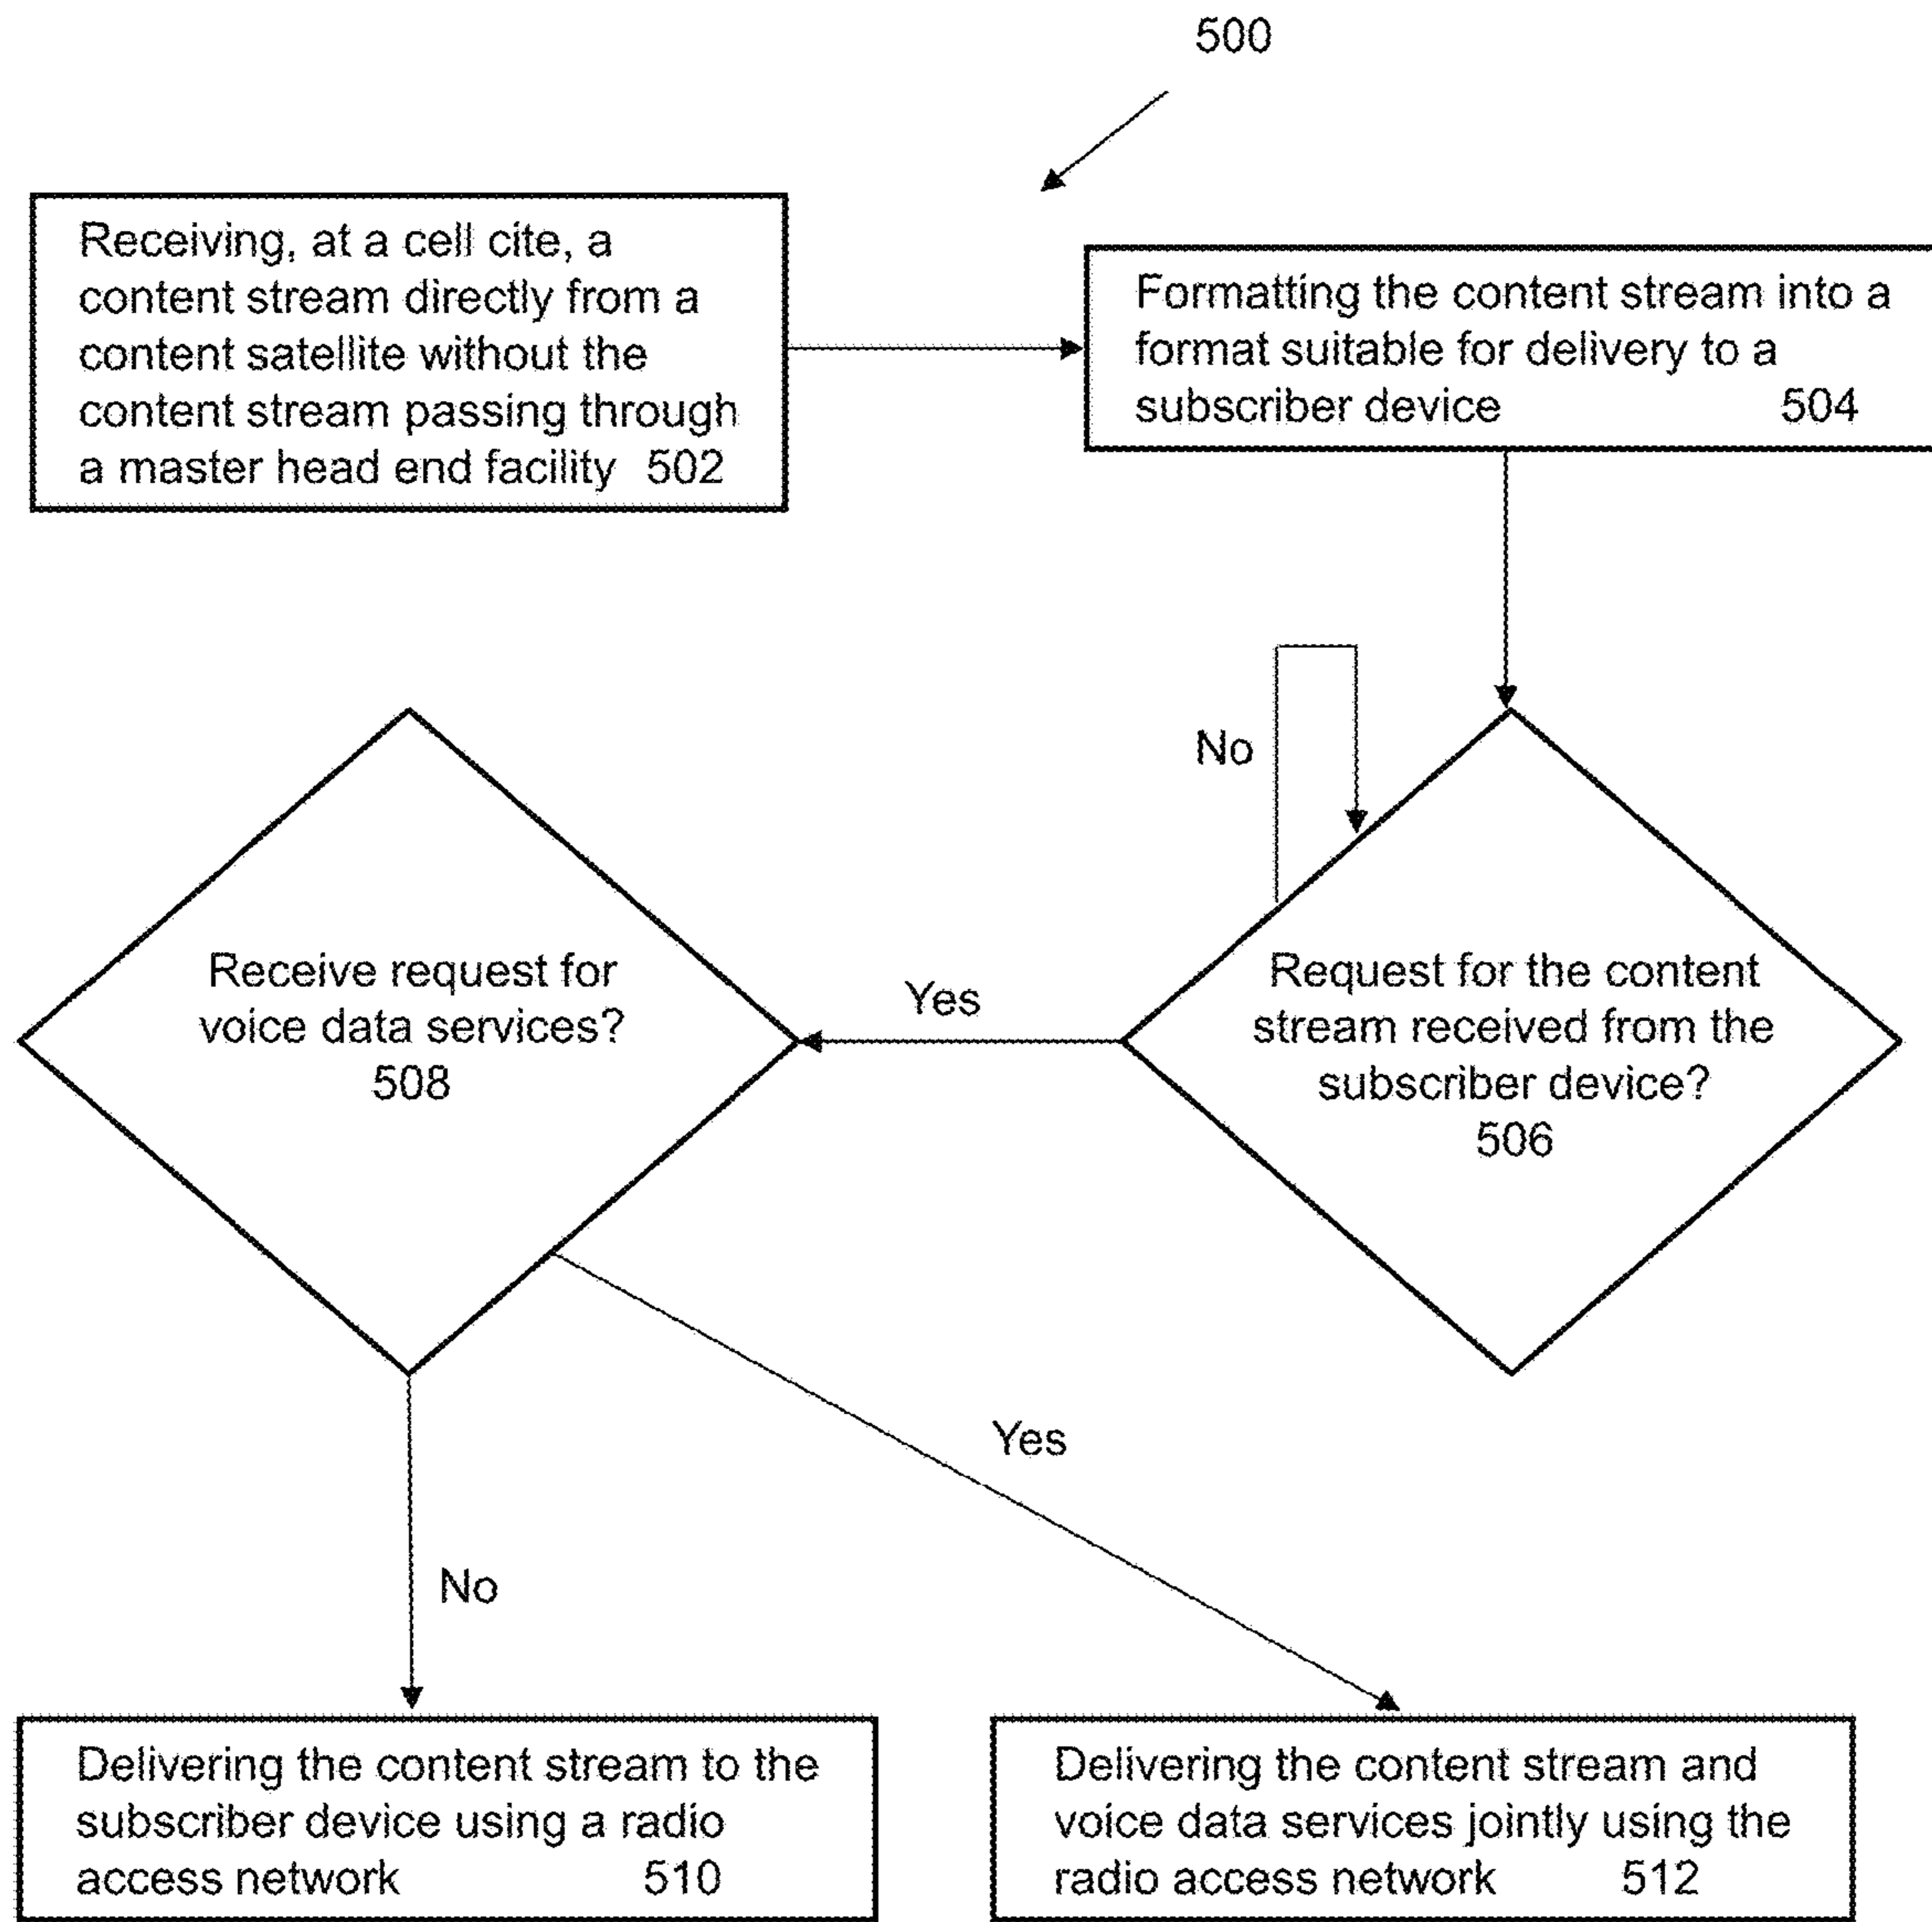 500
Receiving, at a cell cite, a
content stream directly from a
content satellite without the
content stream passing through
a master head end facility 502
Formatting the content stream into a
format suitable for delivery to a
subscriber device 504
No
Request for the content
stream received from the
subscriber device?
506
Yes
Receive request for
voice data services?
508
Yes
No
Delivering the content stream to the
subscriber device using a radio
access network 510
Delivering the content stream and
voice data services jointly using the
radio access network 512